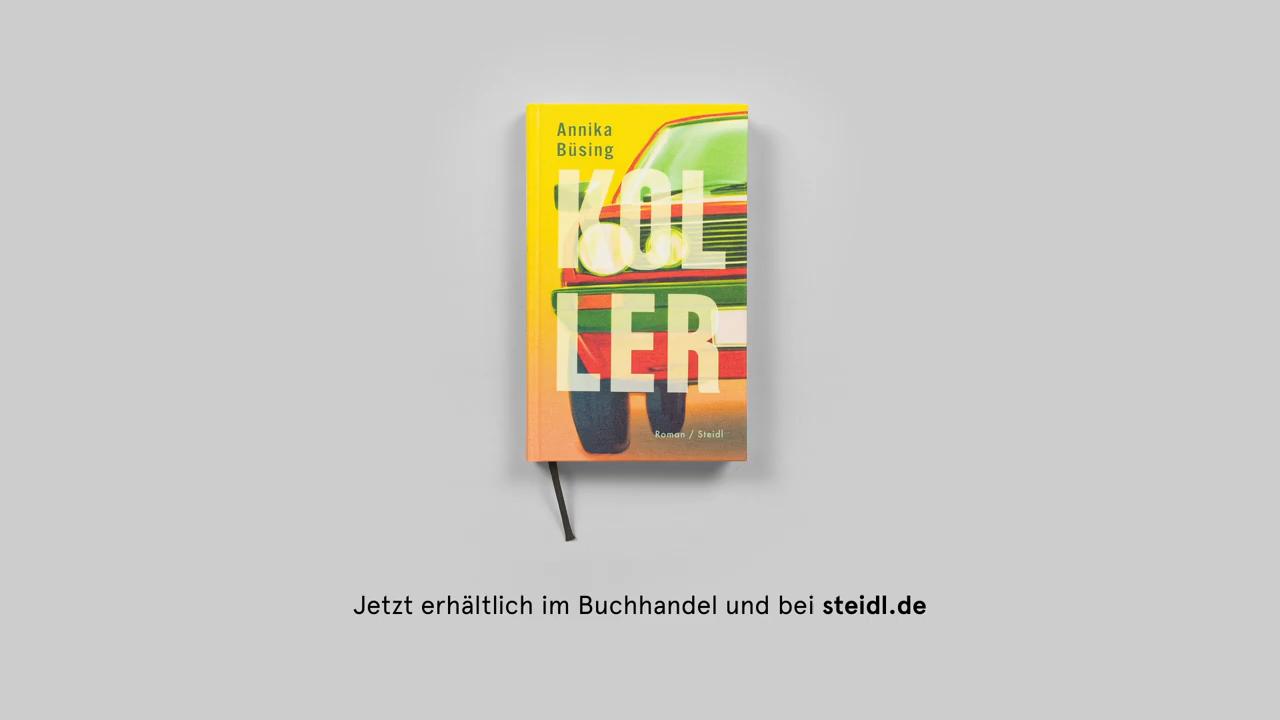 Annika
Büsing
KOL
LER
Roman / Steidl
Jetzt erhältlich im Buchhandel und bei steidl.de